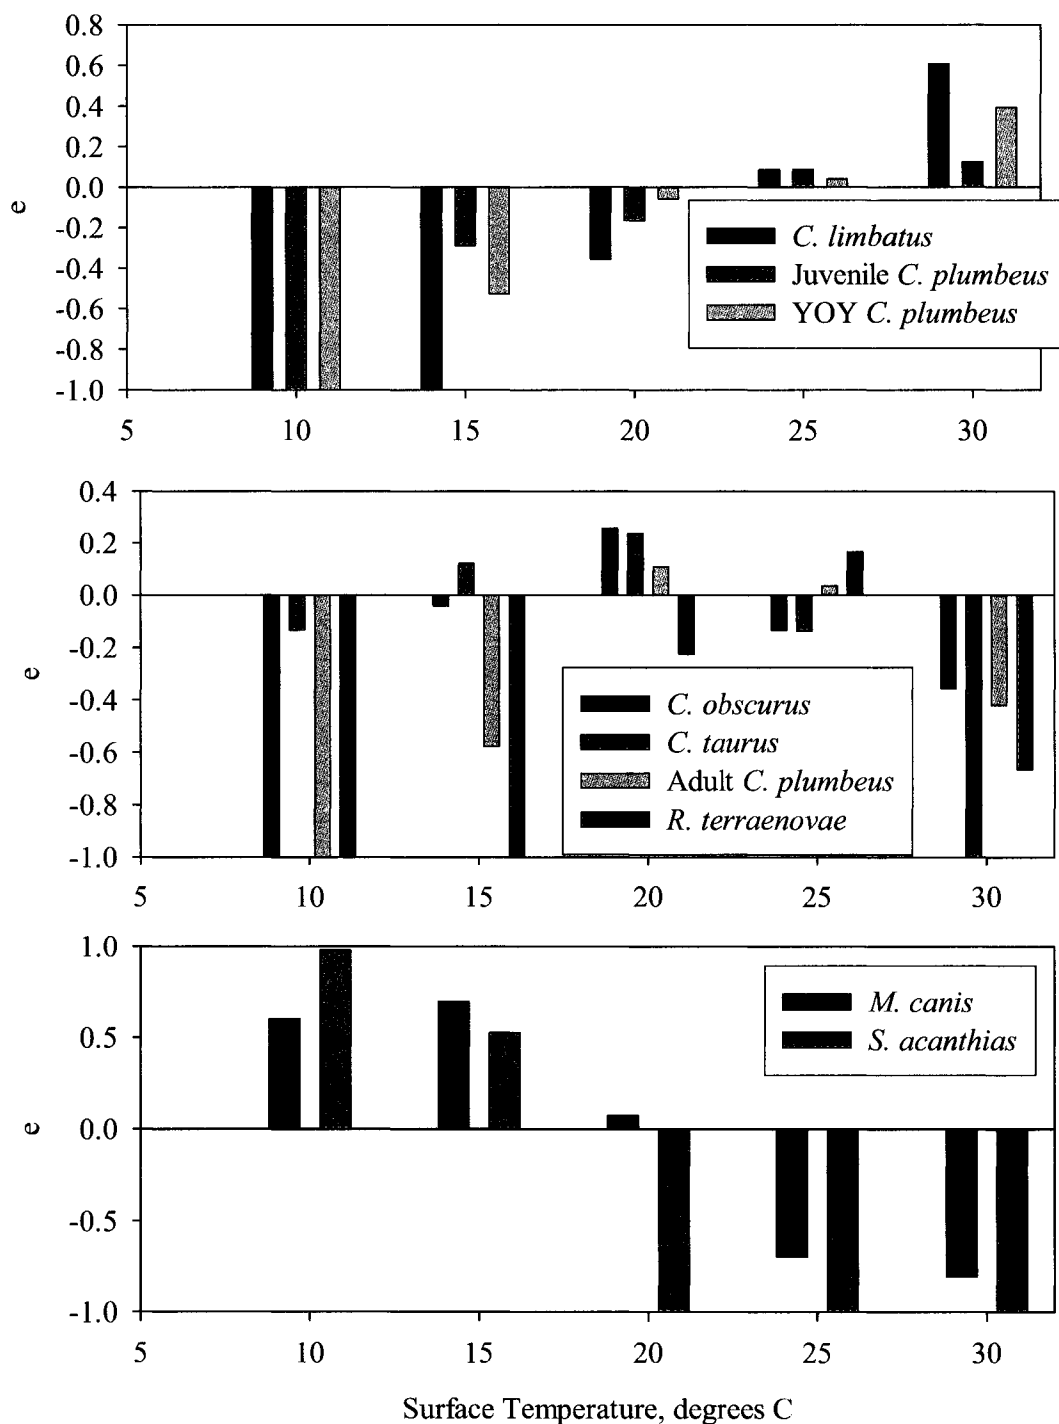 0.8
0.6
0.4
0.2
0.0
-0.2
-0.4
-0.6
-0.8
-1.0
e
C. limbatus
Juvenile C. plumbeus
YOY C. plumbeus
5 10 15 20 25 30
0.4
0.2
0.0
-0.2
-0.4
-0.6
-0.8
-1.0
e
C. obscurus
C. taurus
Adult C. plumbeus
R. terraenovae
5 10 15 20 25 30
1.0
0.5
0.0
-0.5
-1.0
e
M. canis
S. acanthias
5 10 15 20 25 30
Surface Temperature, degrees C